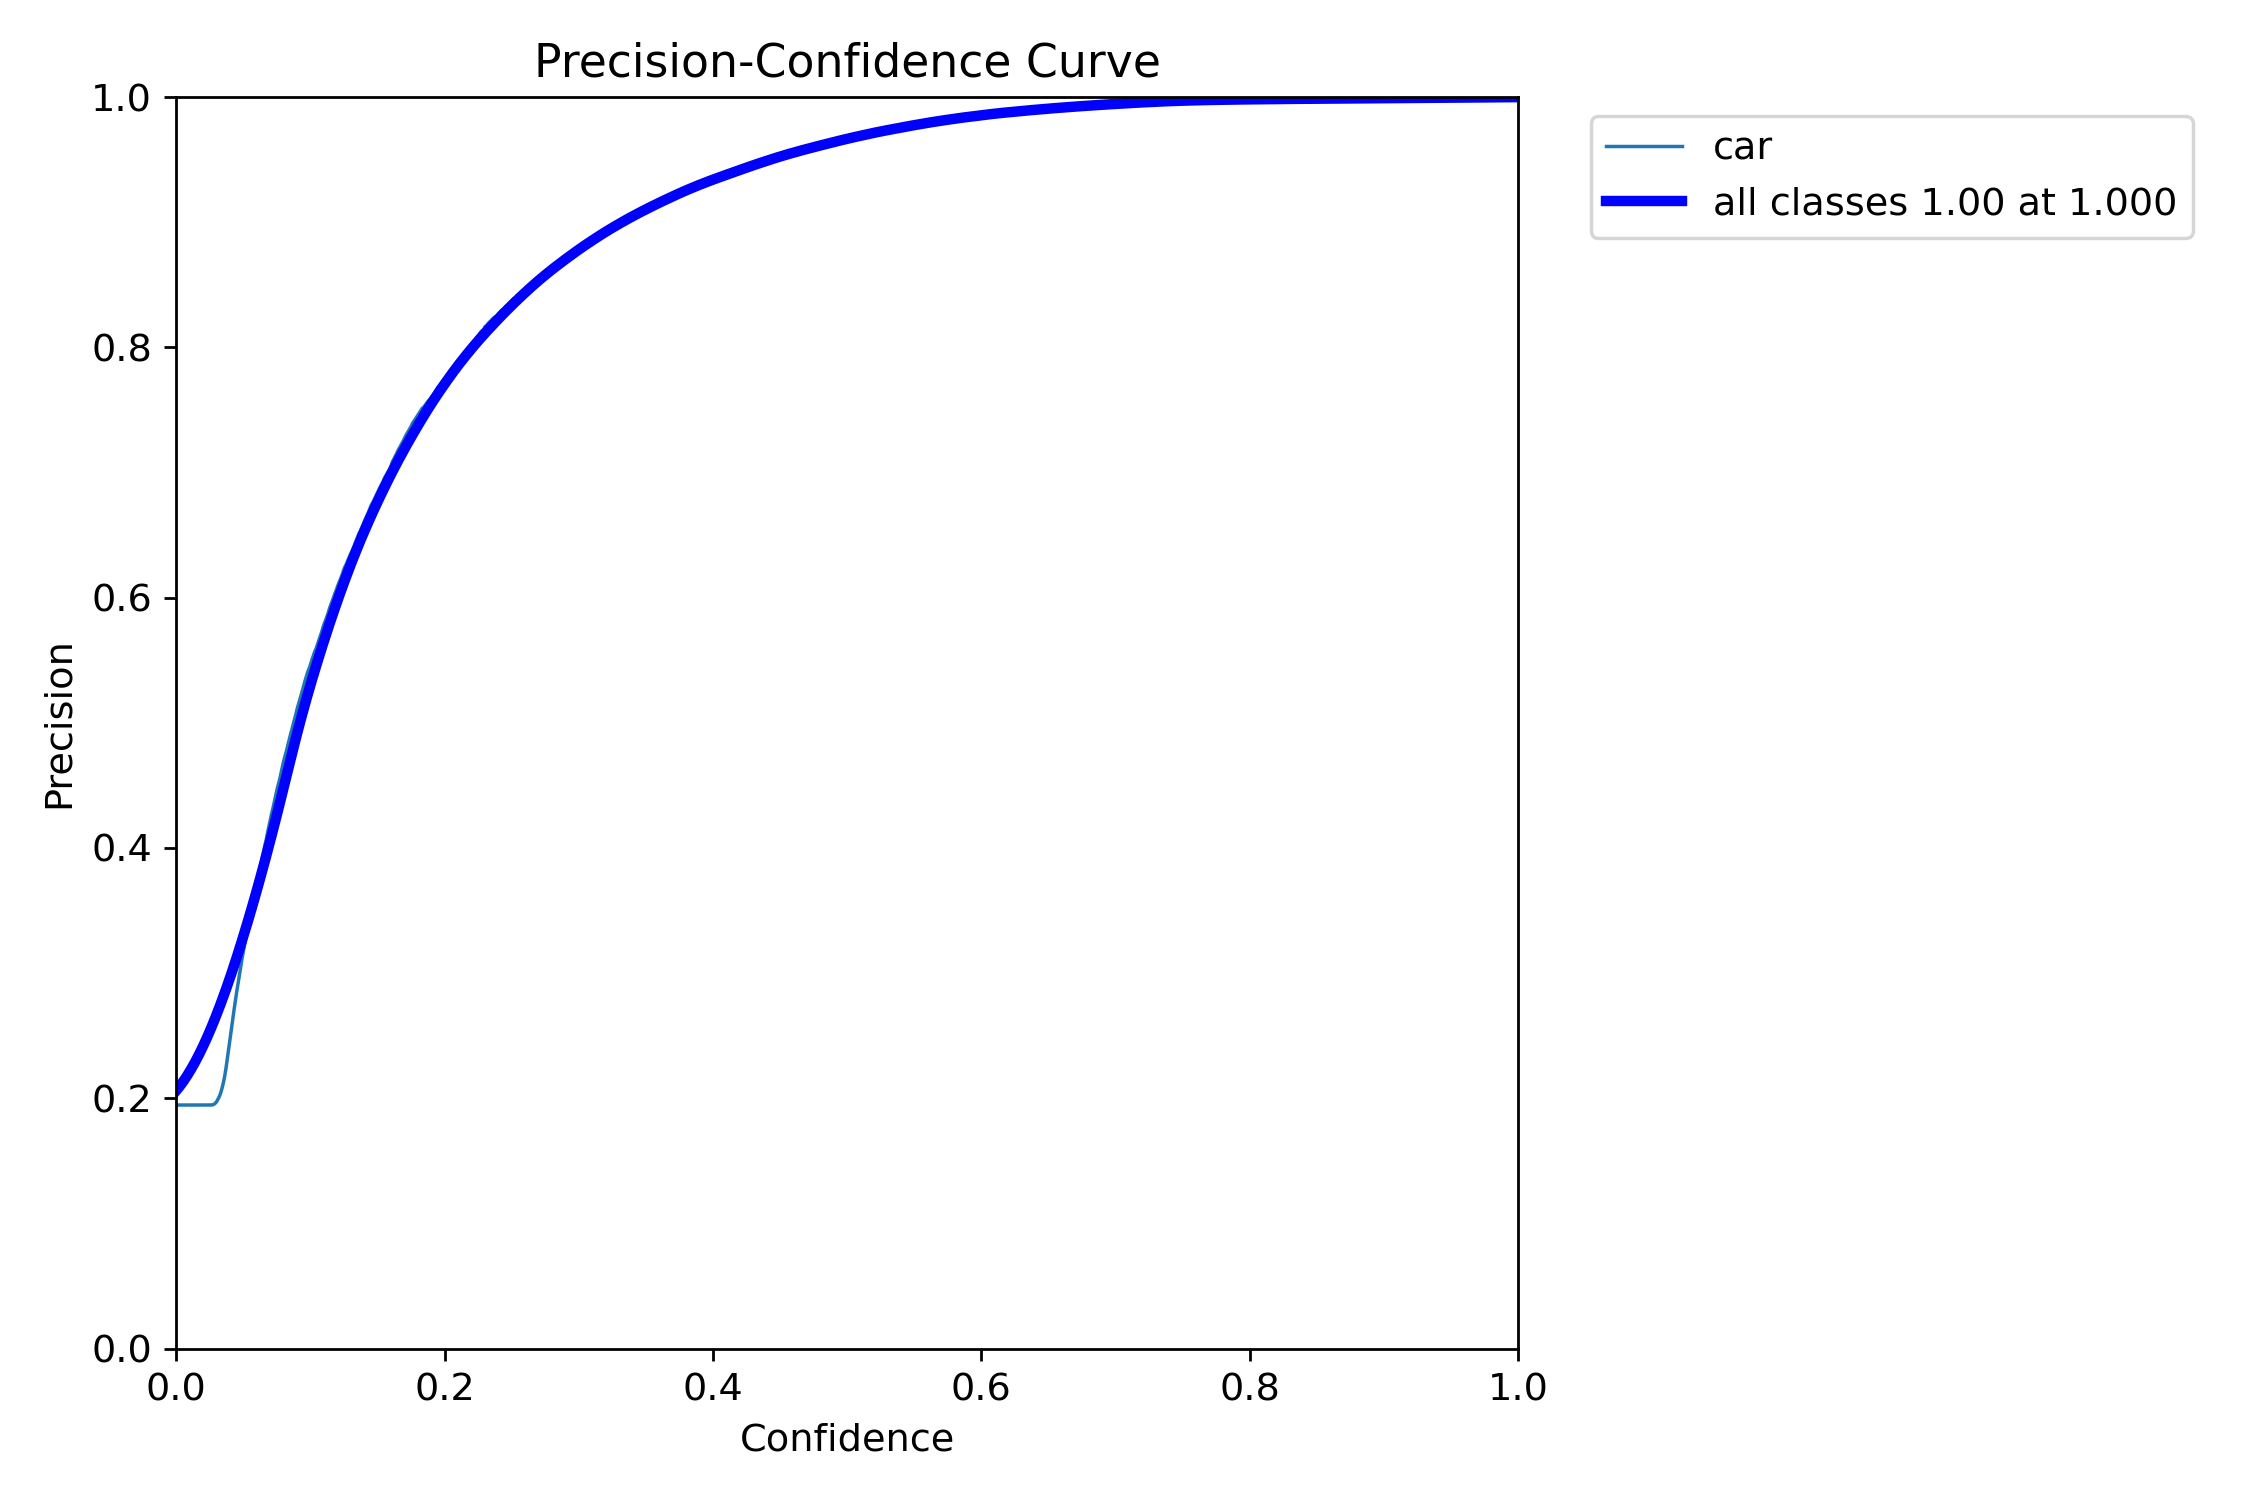 Precision-Confidence Curve
1.0
0.8
0.6
0.4
0.2
0.0
Precision
0.0 0.2 0.4 0.6 0.8 1.0
Confidence
car
all classes 1.00 at 1.000